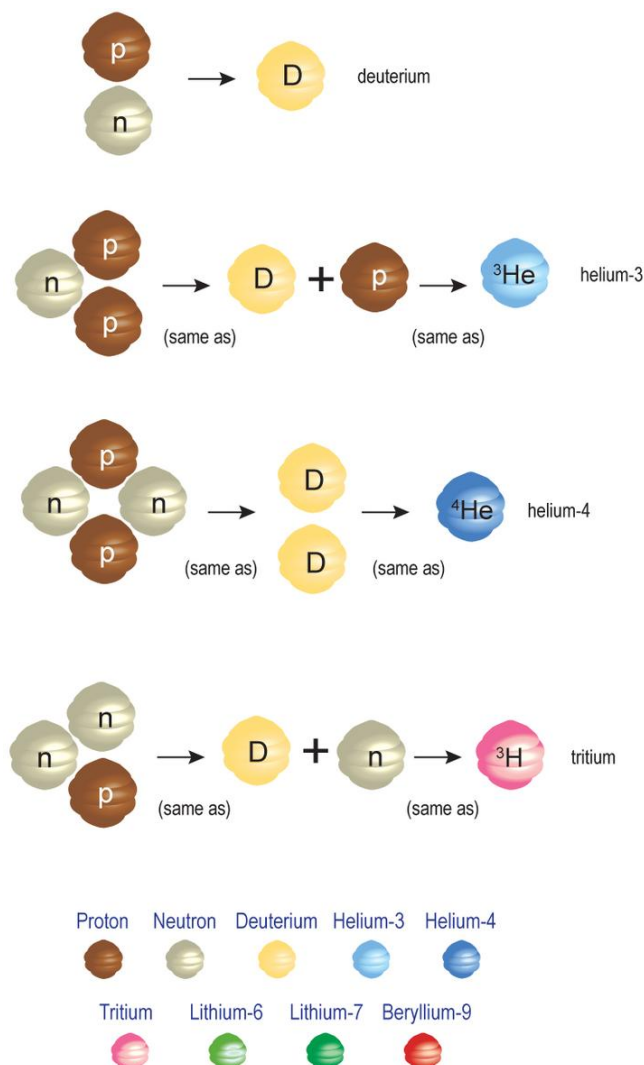 p
n
D
deuterium
p
n
p
(same as)
D
+
p
(same as)
³He
helium-3
p
n
n
p
(same as)
D
D
(same as)
⁴He
helium-4
n
n
p
(same as)
D
+
n
(same as)
³H
tritium
Proton Neutron Deuterium Helium-3 Helium-4
Tritium Lithium-6 Lithium-7 Beryllium-9